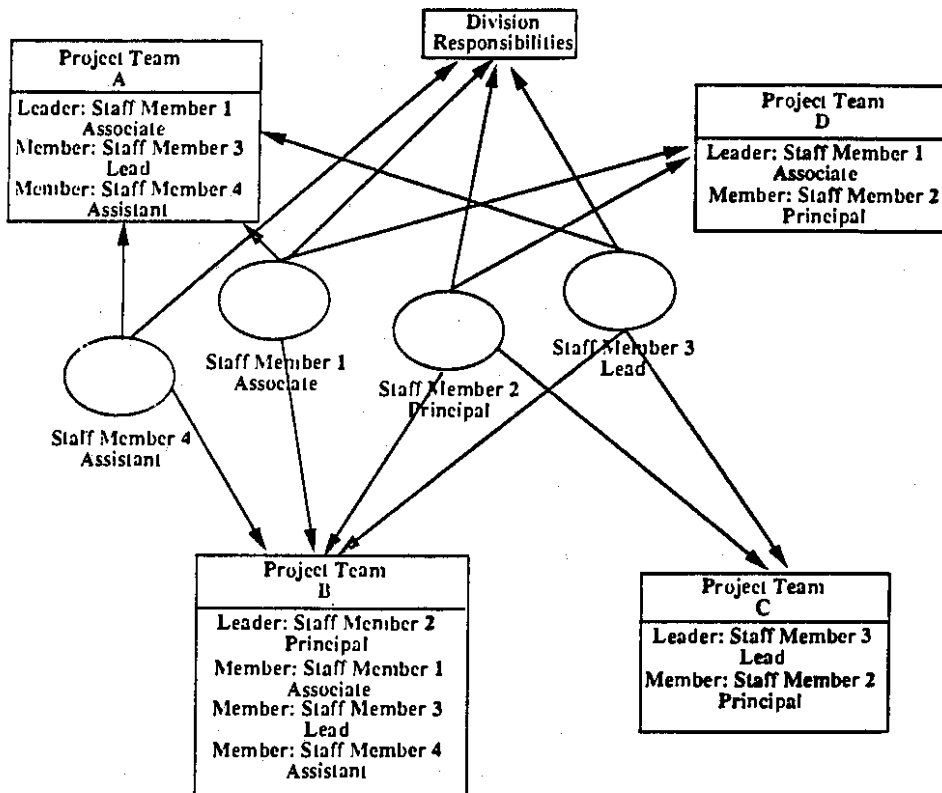 Division
Responsibilities
Project Team
A
Leader: Staff Member 1
Associate
Member: Staff Member 3
Lead
Member: Staff Member 4
Assistant
Project Team
D
Leader: Staff Member 1
Associate
Member: Staff Member 2
Principal
Staff Member 1
Associate
Staff Member 2
Principal
Staff Member 3
Lead
Staff Member 4
Assistant
Project Team
B
Leader: Staff Member 2
Principal
Member: Staff Member 1
Associate
Member: Staff Member 3
Lead
Member: Staff Member 4
Assistant
Project Team
C
Leader: Staff Member 3
Lead
Member: Staff Member 2
Principal